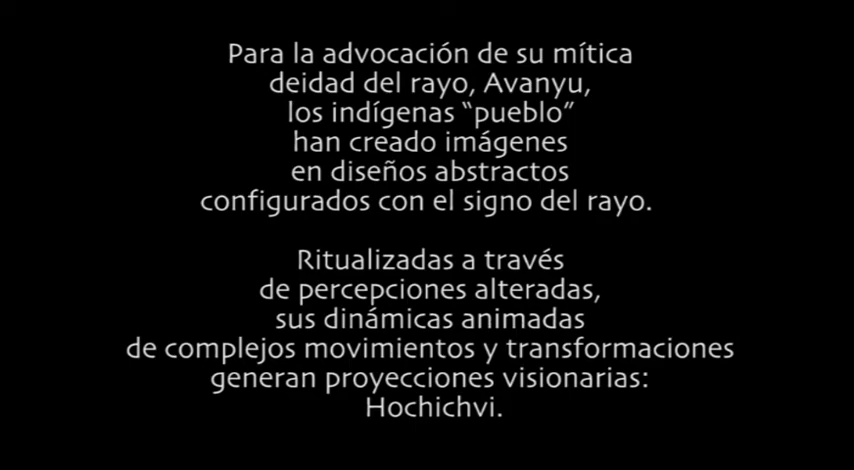 Para la advocación de su mítica
deidad del rayo, Avanyu,
los indígenas “pueblo”
han creado imágenes
en diseños abstractos
configurados con el signo del rayo.
Ritualizadas a través
de percepciones alteradas,
sus dinámicas animadas
de complejos movimientos y transformaciones
generan proyecciones visionarias:
Hochichvi.